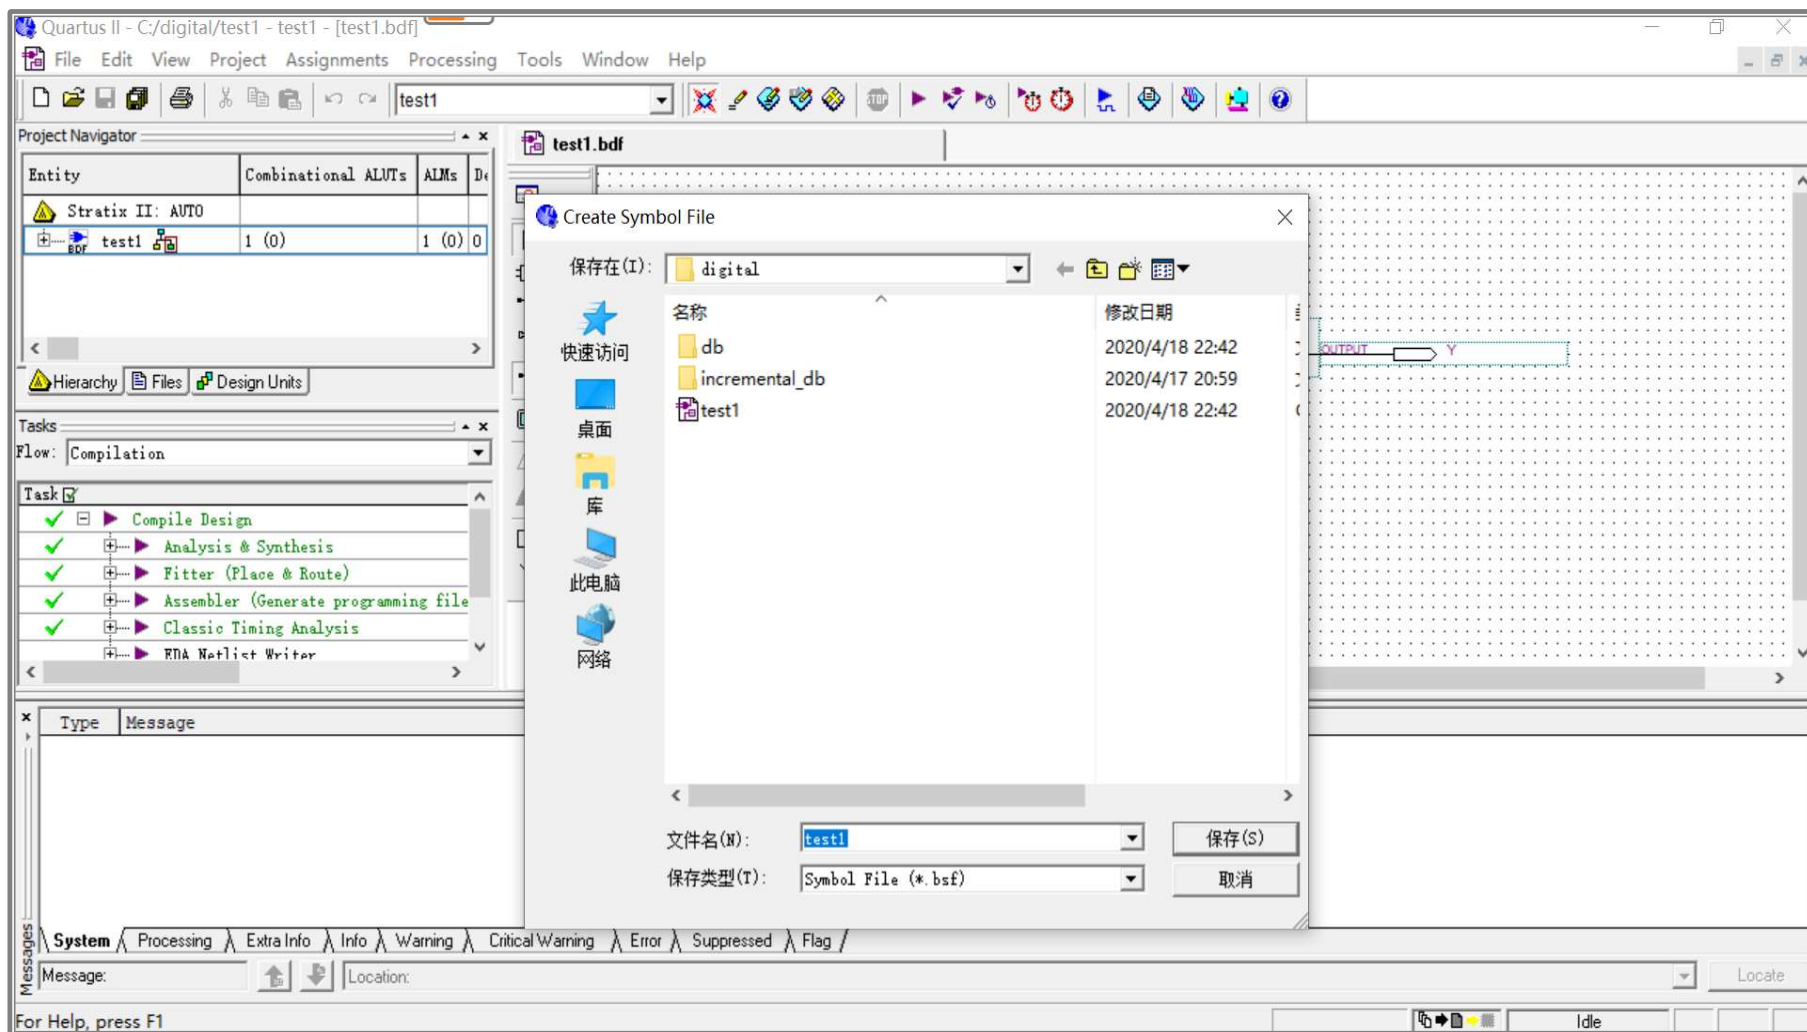 Quartus II - C:/digital/test1 - test1 - [test1.bdf]
File Edit View Project Assignments Processing Tools Window Help
test1
STOP
Project Navigator
test1.bdf
Entity Combinational ALUTs ALMs
Stratix II: AUTO
BDF test1 1 (0) 1 (0) 0
Hierarchy Files Design Units
Tasks
Flow: Compilation
Task
Compile Design
Analysis & Synthesis
Fitter (Place & Route)
Assembler (Generate programming file
Classic Timing Analysis
EDA Netlist Writer
Create Symbol File
保存在(I): digital
名称 修改日期
db 2020/4/18 22:42
incremental_db 2020/4/17 20:59
test1 2020/4/18 22:42
快速访问
桌面
库
此电脑
网络
文件名(N): test1 保存(S)
保存类型(T): Symbol File (*.bsf) 取消
OUTPUT Y
Type Message
System Processing Extra Info Info Warning Critical Warning Error Suppressed Flag
Messages
Message: Location: Locate
For Help, press F1 Idle